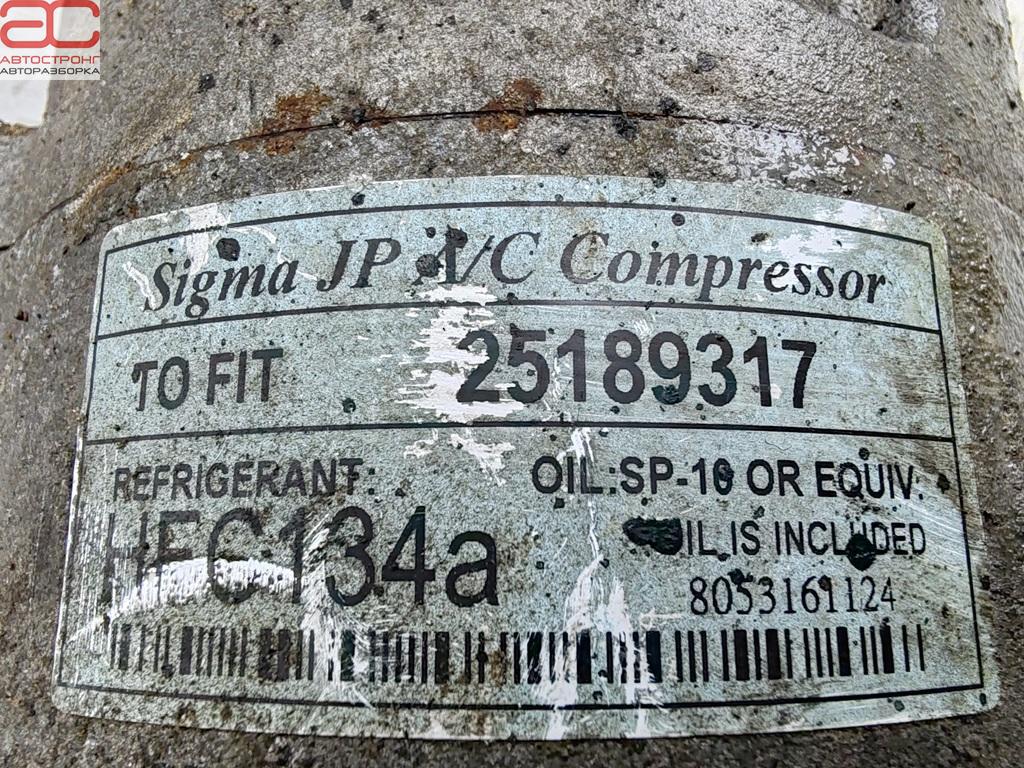 ac
АВТОСТРОНГ
АВТОРАЗБОРКА
Sigma JP A/C Compressor
TO FIT 25189317
REFRIGERANT: OIL:SP-10 OR EQUIV.
HFC134a OIL IS INCLUDED
8053161124